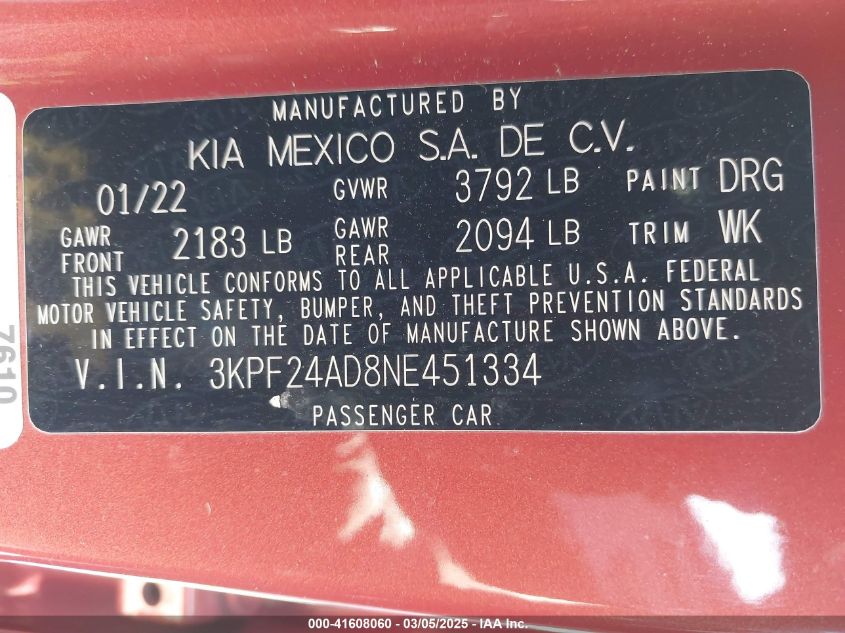 MANUFACTURED BY
KIA MEXICO S.A. DE C.V.
01/22 GVWR 3792 LB PAINT DRG
GAWR FRONT 2183 LB GAWR REAR 2094 LB TRIM WK
THIS VEHICLE CONFORMS TO ALL APPLICABLE U.S.A. FEDERAL
MOTOR VEHICLE SAFETY, BUMPER, AND THEFT PREVENTION STANDARDS
IN EFFECT ON THE DATE OF MANUFACTURE SHOWN ABOVE.
V.I.N. 3KPF24AD8NE451334
PASSENGER CAR
7610
000-41608060 - 03/05/2025 - IAA Inc.